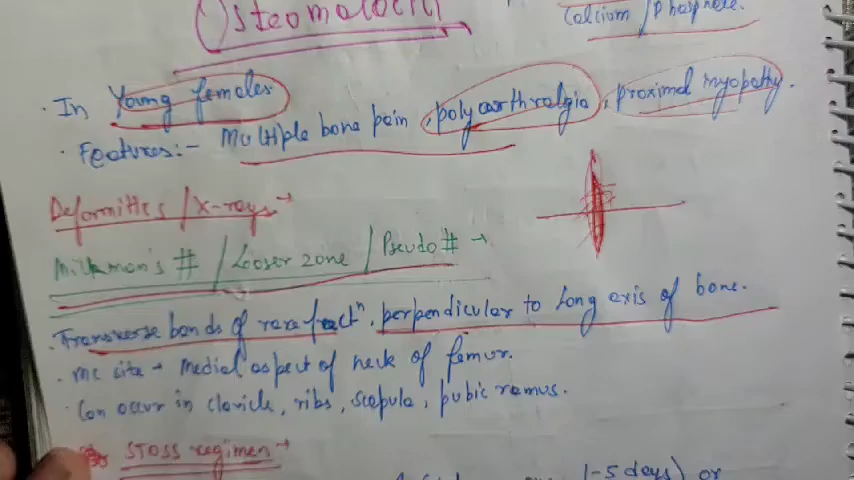 Osteomalacia
Calcium / Phosphate.
· In Young females.
· Features:- Multiple bone pain, polyarthralgia, proximal myopathy.
Deformities / X-rays →
Milkman's # / Looser zone / Pseudo # →
· Transverse bands of rarefactⁿ, perpendicular to Long axis of bone.
· mc site → Medial aspect of neck of femur.
· Can occur in clavicle, ribs, scapula, pubic ramus.
STOSS regimen →
1-5 days) or